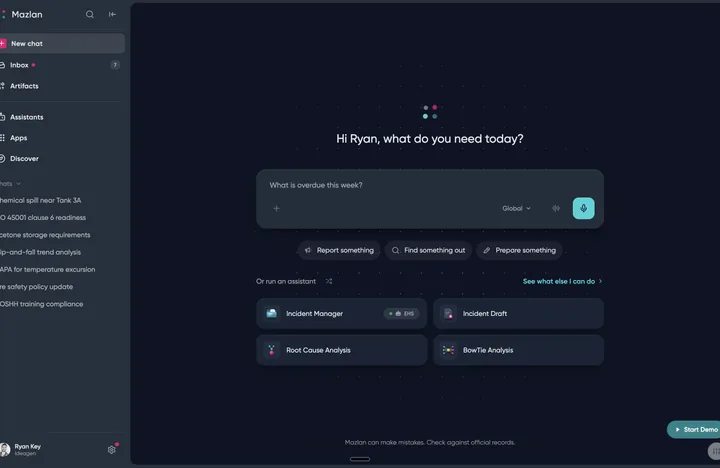 Mazlan
New chat
Inbox
7
Artifacts
Assistants
Apps
Discover
hats
hemical spill near Tank 3A
O 45001 clause 6 readiness
cetone storage requirements
lip-and-fall trend analysis
APA for temperature excursion
re safety policy update
OSHH training compliance
Ryan Key
Ideagen
Hi Ryan, what do you need today?
What is overdue this week?
Global
Report something
Find something out
Prepare something
Or run an assistant
See what else I can do
Incident Manager
EHS
Incident Draft
Root Cause Analysis
BowTie Analysis
Start Demo
Mazlan can make mistakes. Check against official records.